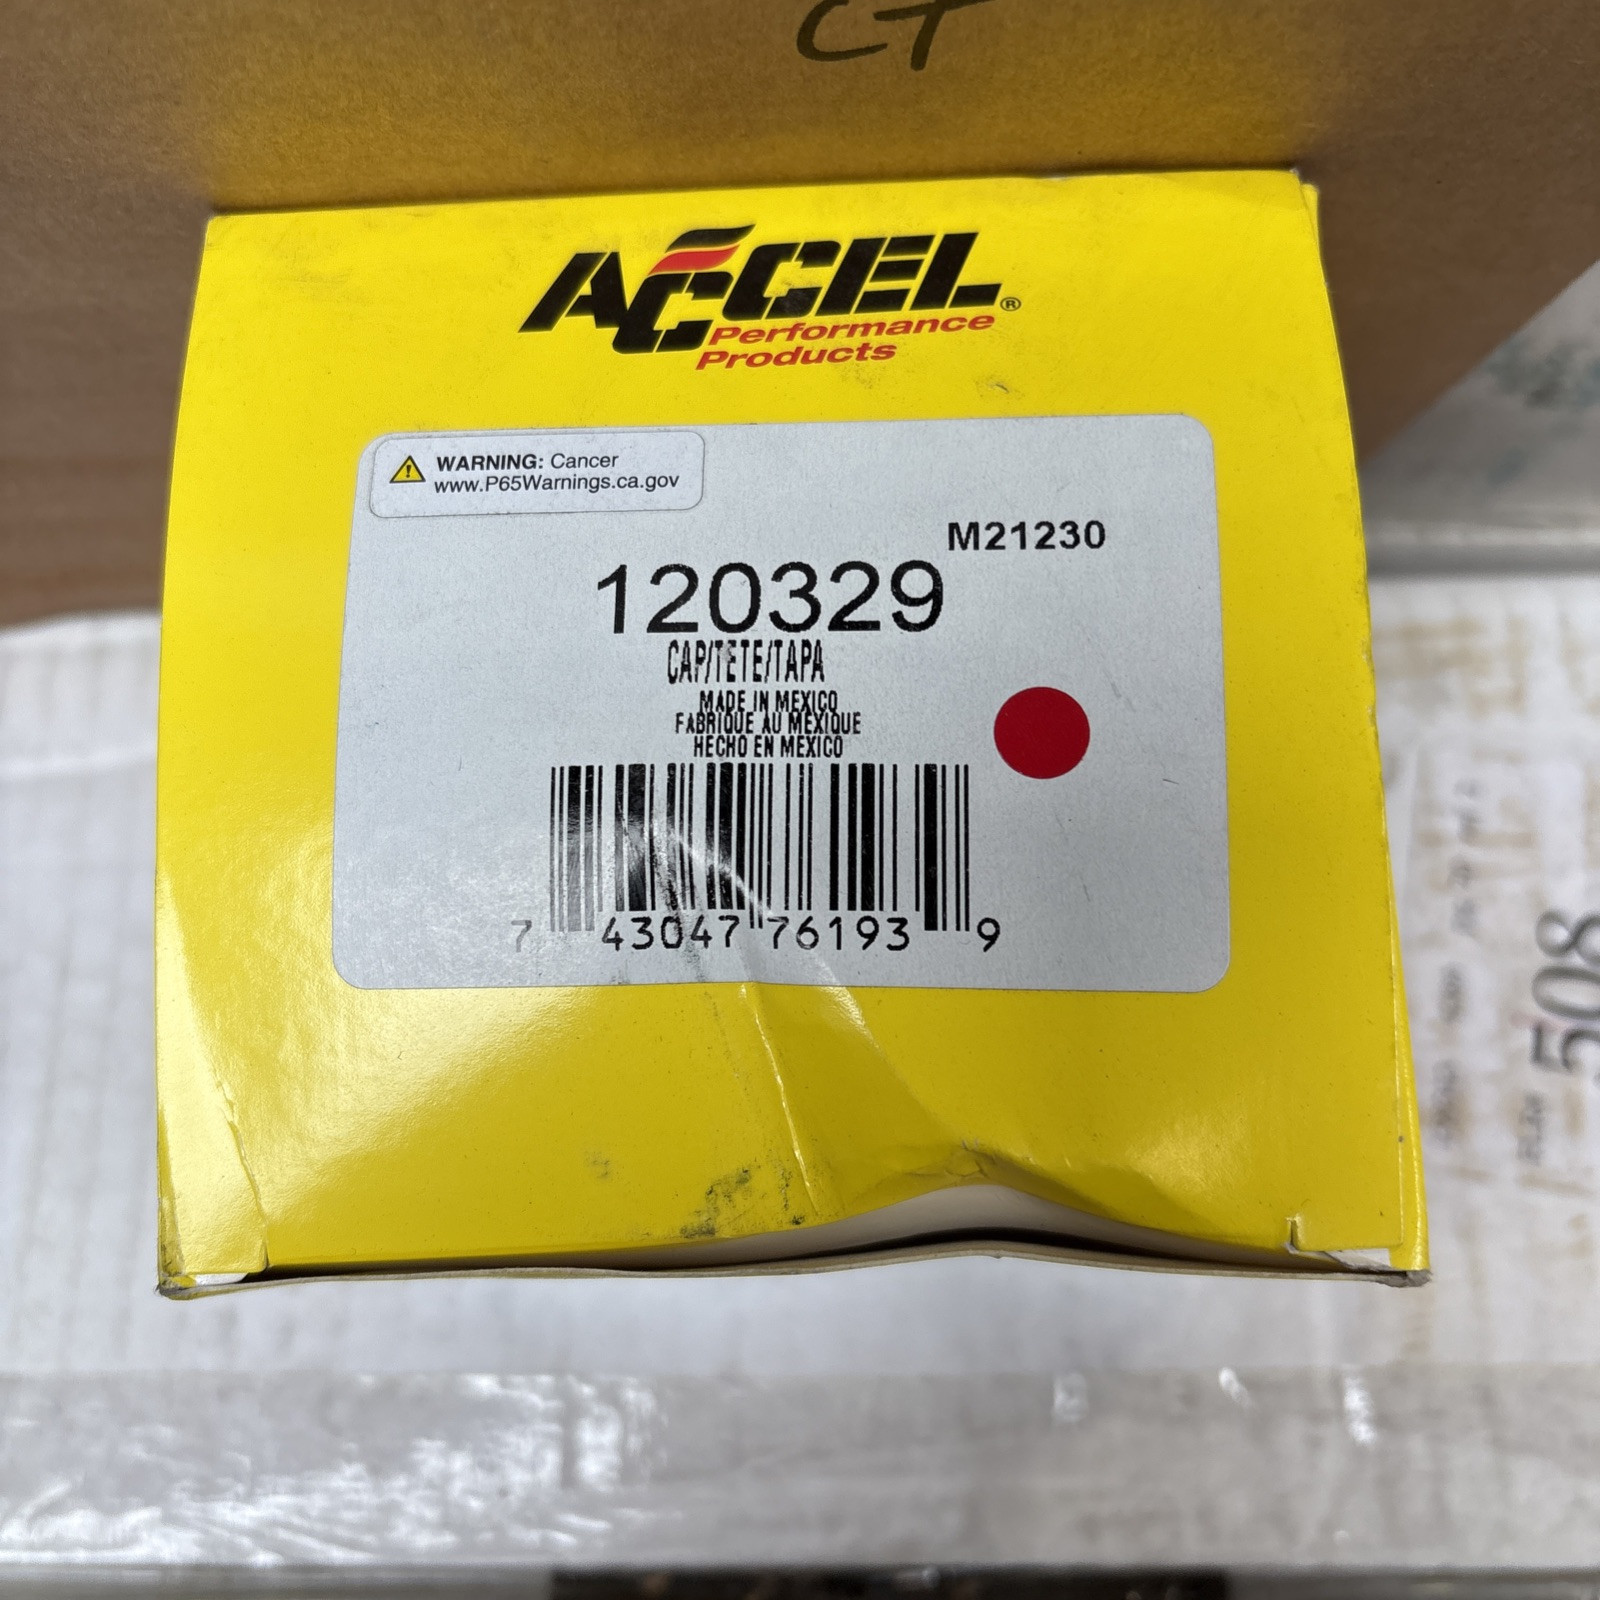 CT
ACCEL®
Performance
Products
WARNING: Cancer
www.P65Warnings.ca.gov
M21230
120329
CAP/TETE/TAPA
MADE IN MEXICO
FABRIQUE AU MEXIQUE
HECHO EN MEXICO
7 43047 76193 9
508